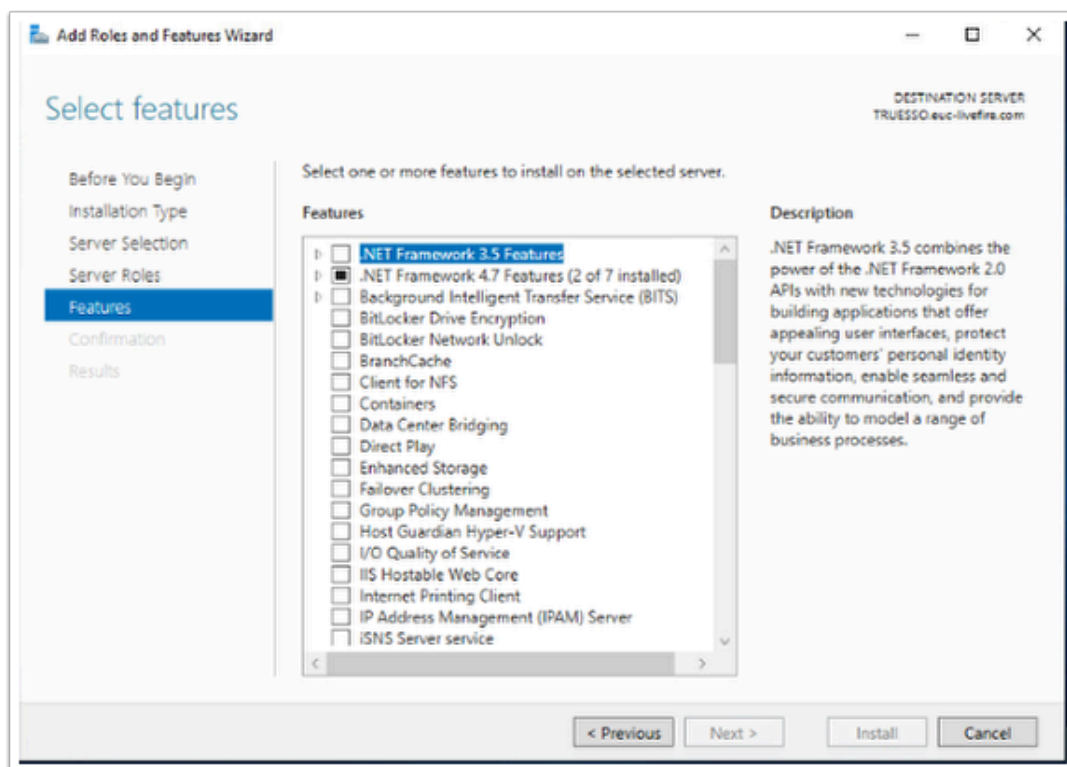 Add Roles and Features Wizard
Select features
DESTINATION SERVER
TRUESSO.euc-livefire.com
Before You Begin
Installation Type
Server Selection
Server Roles
Features
Confirmation
Results
Select one or more features to install on the selected server.
Features
.NET Framework 3.5 Features
.NET Framework 4.7 Features (2 of 7 installed)
Background Intelligent Transfer Service (BITS)
BitLocker Drive Encryption
BitLocker Network Unlock
BranchCache
Client for NFS
Containers
Data Center Bridging
Direct Play
Enhanced Storage
Failover Clustering
Group Policy Management
Host Guardian Hyper-V Support
I/O Quality of Service
IIS Hostable Web Core
Internet Printing Client
IP Address Management (IPAM) Server
iSNS Server service
Description
.NET Framework 3.5 combines the
power of the .NET Framework 2.0
APIs with new technologies for
building applications that offer
appealing user interfaces, protect
your customers' personal identity
information, enable seamless and
secure communication, and provide
the ability to model a range of
business processes.
< Previous
Next >
Install
Cancel